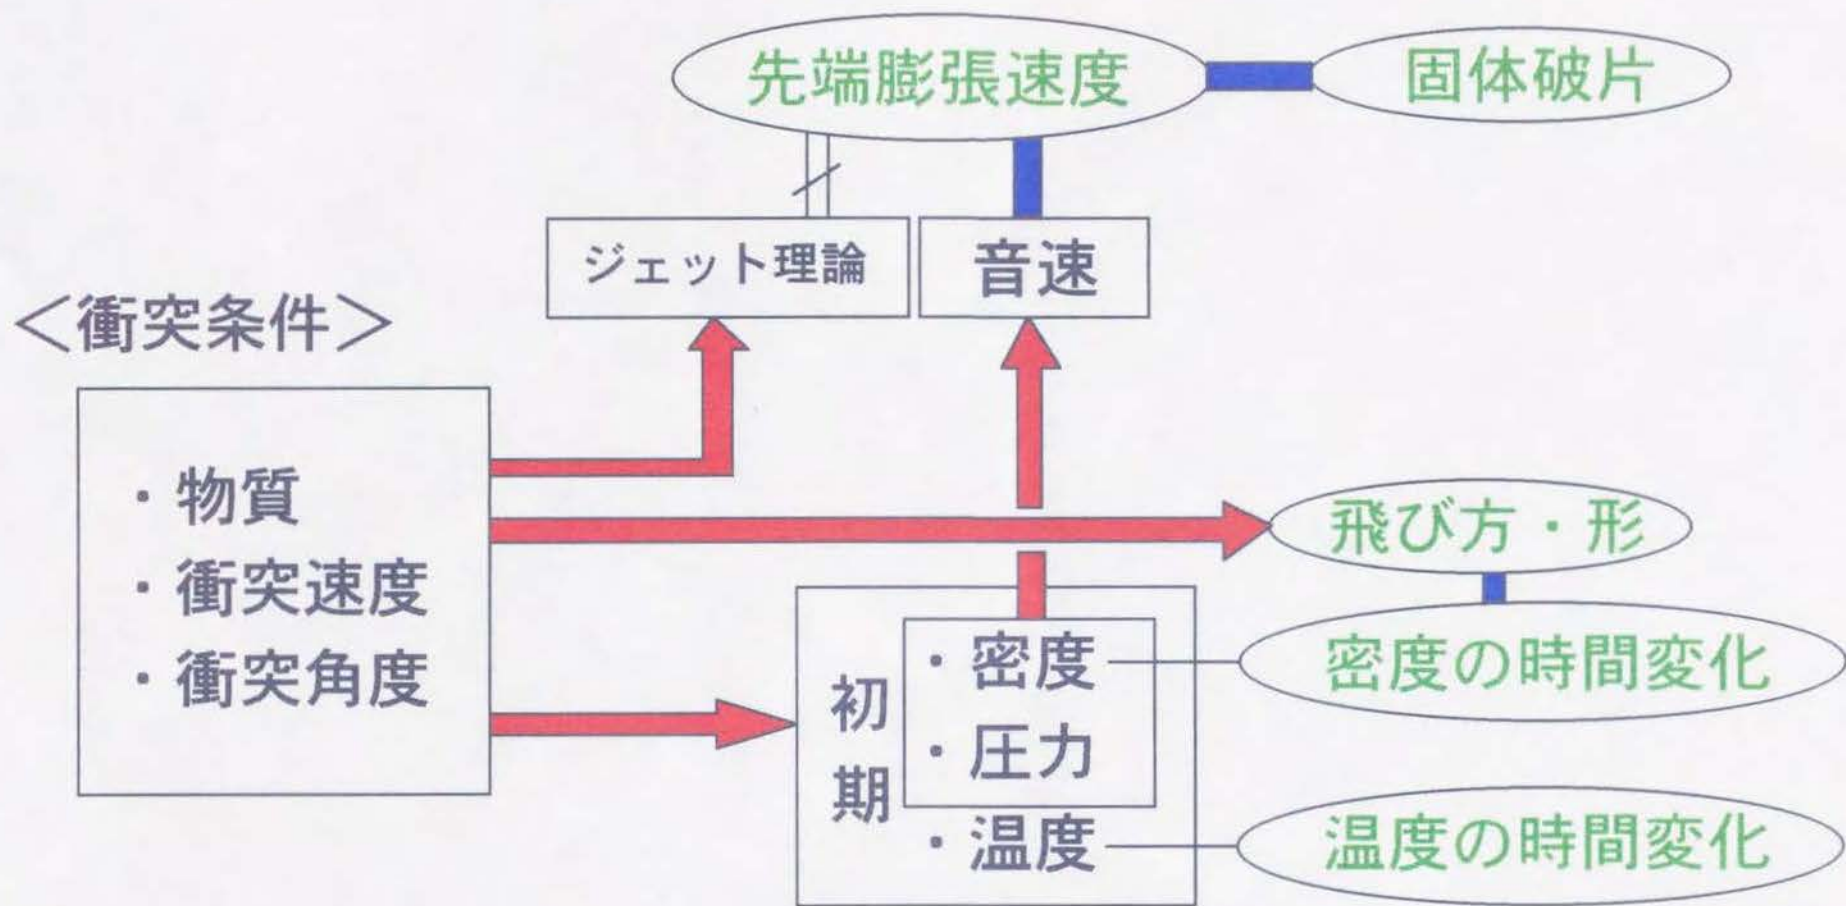 先端膨張速度
固体破片
ジェット理論
音速
＜衝突条件＞
・物質
・衝突速度
・衝突角度
飛び方・形
初期
・密度
・圧力
・温度
密度の時間変化
温度の時間変化